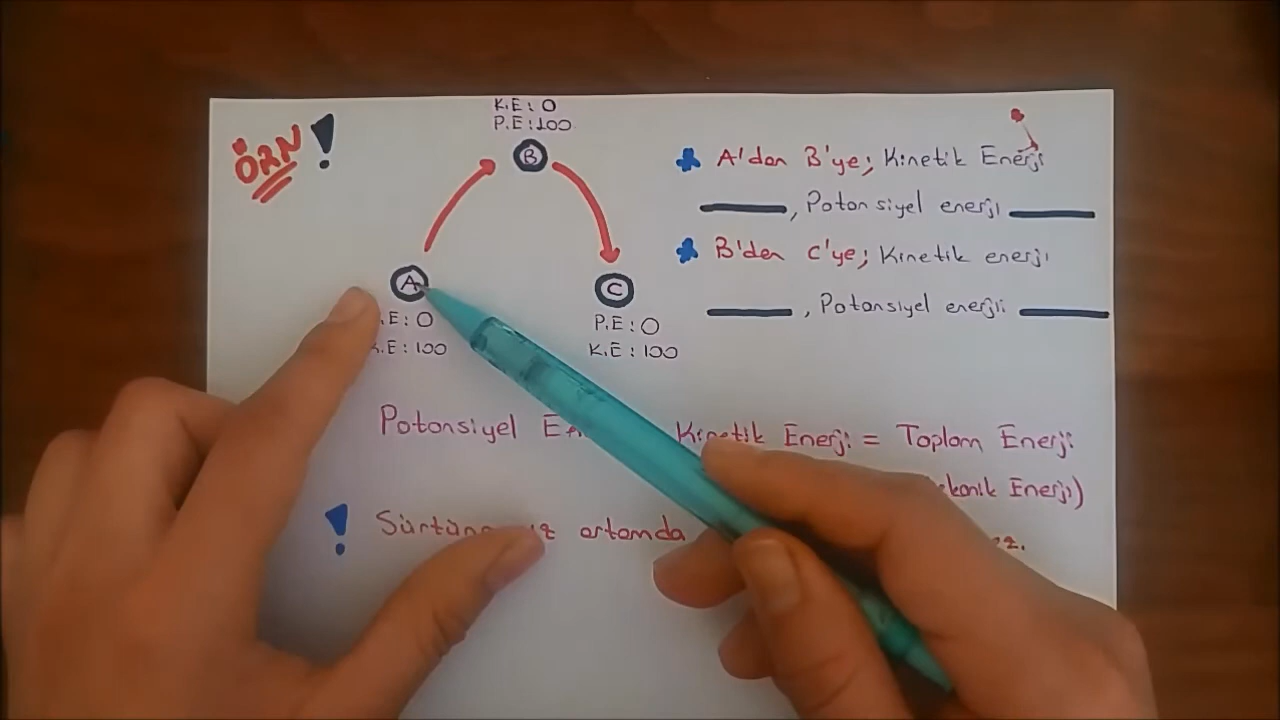 ÖRN!
K.E: 0
P.E: 100
B
A
C
.E: 0
.E: 100
P.E: 0
K.E: 100
A'dan B'ye; Kinetik Enerji
, Potansiyel enerji
B'den C'ye; Kinetik enerji
, Potansiyel enerji
Potansiyel Kinetik Enerji = Toplam Enerji
Enerji)
! ortamda